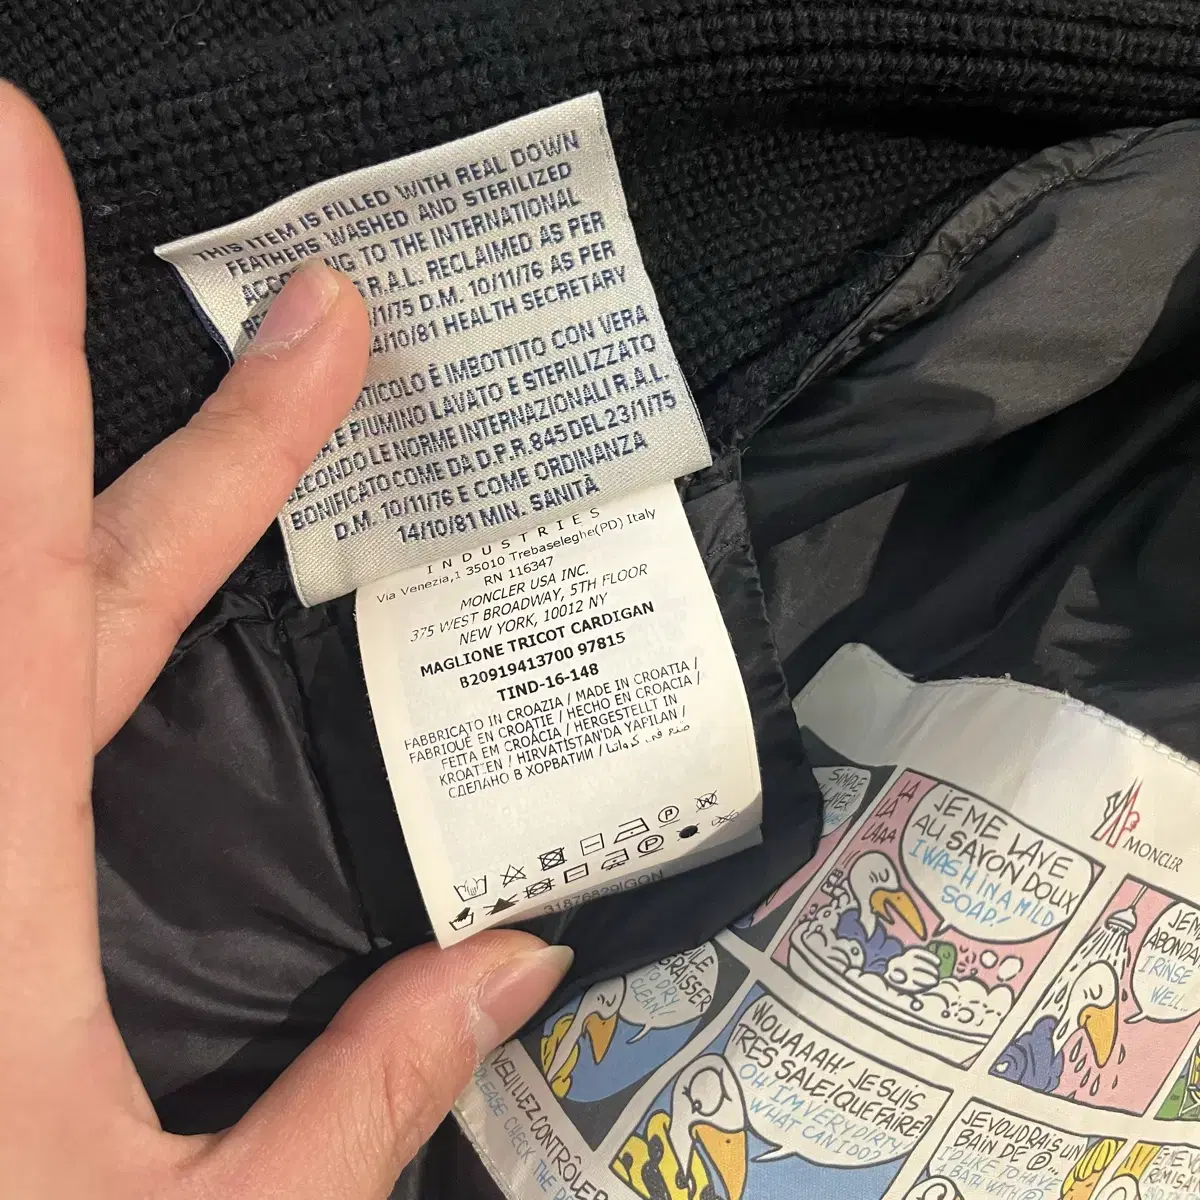 THIS ITEM IS FILLED WITH REAL DOWN
FEATHERS WASHED AND STERILIZED
TO THE INTERNATIONAL
R.A.L. RECLAIMED AS PER
/1/75 D.M. 10/11/76 AS PER
/10/81 HEALTH SECRETARY
È IMBOTTITO CON VERA
E PIUMINO LAVATO E STERILIZZATO
LE NORME INTERNAZIONALI R.A.L.
BONIFICATO COME DA D.P.R. 845 DEL 23/1/75
D.M. 10/11/76 E COME ORDINANZA
14/10/81 MIN. SANITÀ
INDUSTRIES
Via Venezia,1 35010 Trebaseleghe(PD) Italy
RN 116347
MONCLER USA INC.
375 WEST BROADWAY, 5TH FLOOR
NEW YORK, 10012 NY
MAGLIONE TRICOT CARDIGAN
B20919413700 97815
TIND-16-148
FABBRICATO IN CROAZIA / MADE IN CROATIA /
FABRIQUÉ EN CROATIE / HECHO EN CROACIA /
FEITA EM CROÁCIA / HERGESTELLT IN
KROATIEN / HIRVATISTAN'DA YAFILAN /
СДЕЛАНО В ХОРВАТИИ /
MONCLER
LA
LA
LAAA
JE ME LAVE
AU SAVON DOUX
I WASH IN A MILD
SOAP!
I RINSE
WELL..
TO DRY
CLEAN!
WOUAAAH! JE SUIS
TRES SALE! QUE FAIRE?
OH I'M VERY DIRTY,
WHAT CAN I DO?
JE VOUDRAIS UN
BAIN DE P...
I'D LIKE TO HAVE
A BATH WITH P
VEUILLEZ CONTRÔLER
PLEASE CHECK THE